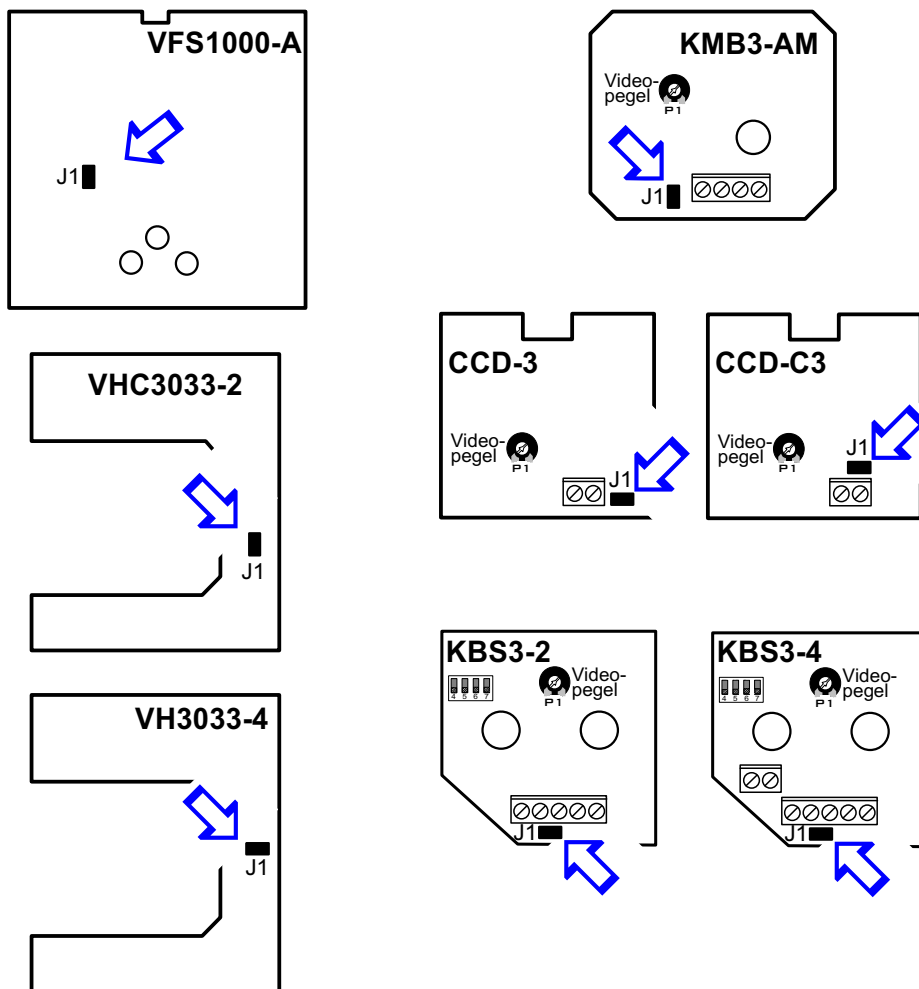 VFS1000-A
J1
KMB3-AM
Video-
pegel
P1
J1
VHC3033-2
J1
CCD-3
Video-
pegel
P1
J1
CCD-C3
Video-
pegel
P1
J1
VH3033-4
J1
KBS3-2
4 5 6 7
Video-
pegel
P1
J1
KBS3-4
4 5 6 7
Video-
pegel
P1
J1